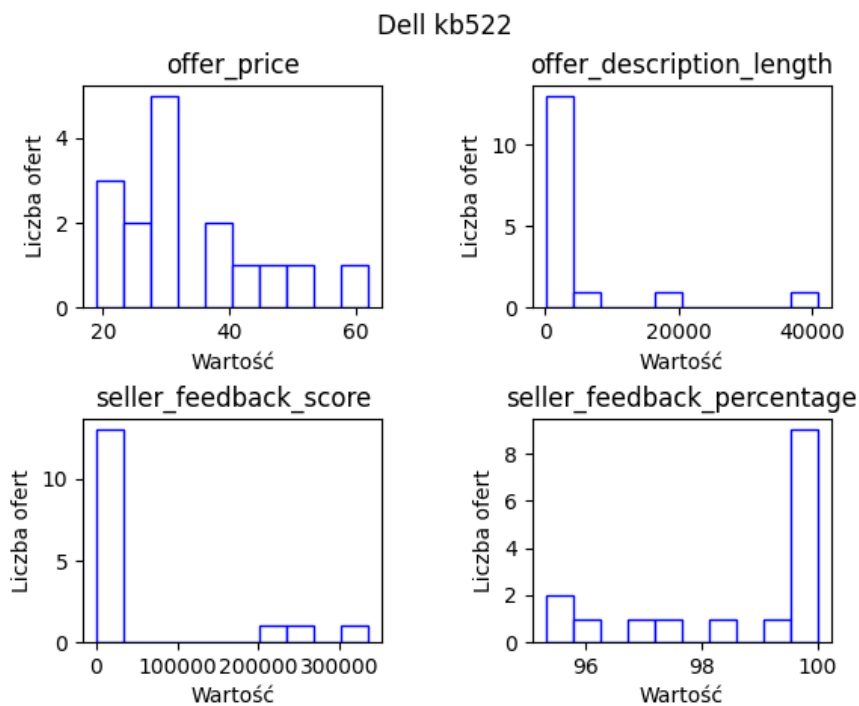 Dell kb522
offer_price
Liczba ofert
4
2
0
20 40 60
Wartość
offer_description_length
Liczba ofert
10
5
0
0 20000 40000
Wartość
seller_feedback_score
Liczba ofert
10
5
0
0 100000 200000 300000
Wartość
seller_feedback_percentage
Liczba ofert
8
6
4
2
0
96 98 100
Wartość